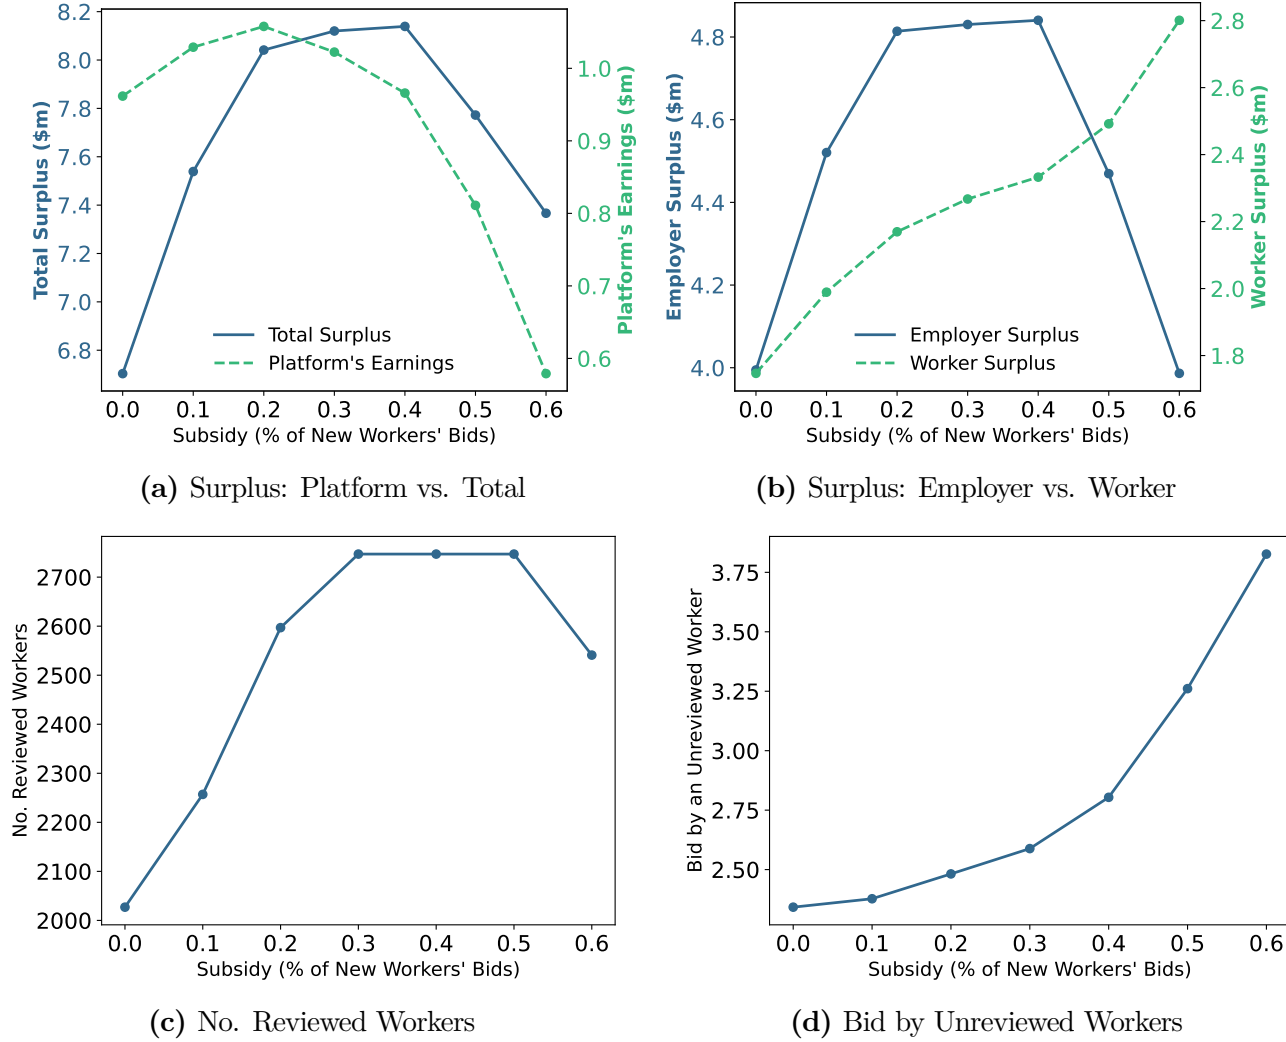 8.2
8.0
7.8
7.6
7.4
7.2
7.0
6.8
Total Surplus ($m)
1.0
0.9
0.8
0.7
0.6
Platform's Earnings ($m)
Total Surplus
Platform's Earnings
0.0 0.1 0.2 0.3 0.4 0.5 0.6
Subsidy (% of New Workers' Bids)
(a) Surplus: Platform vs. Total
4.8
4.6
4.4
4.2
4.0
Employer Surplus ($m)
2.8
2.6
2.4
2.2
2.0
1.8
Worker Surplus ($m)
Employer Surplus
Worker Surplus
0.0 0.1 0.2 0.3 0.4 0.5 0.6
Subsidy (% of New Workers' Bids)
(b) Surplus: Employer vs. Worker
2700
2600
2500
2400
2300
2200
2100
2000
No. Reviewed Workers
0.0 0.1 0.2 0.3 0.4 0.5 0.6
Subsidy (% of New Workers' Bids)
(c) No. Reviewed Workers
3.75
3.50
3.25
3.00
2.75
2.50
Bid by an Unreviewed Worker
0.0 0.1 0.2 0.3 0.4 0.5 0.6
Subsidy (% of New Workers' Bids)
(d) Bid by Unreviewed Workers